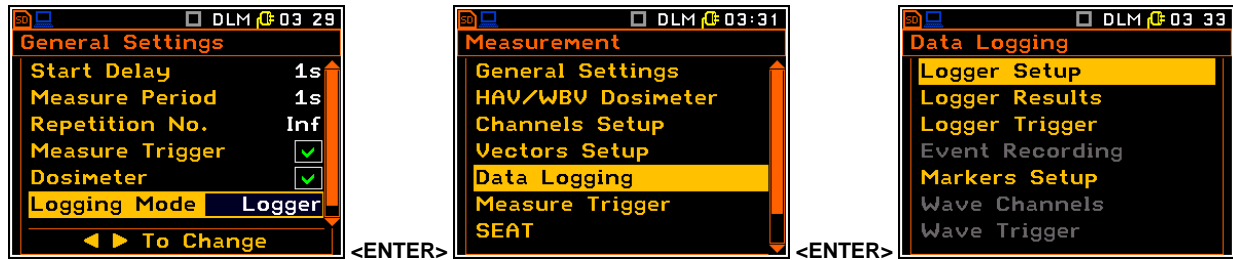 SD DLM 03 29
General Settings
Start Delay 1s
Measure Period 1s
Repetition No. Inf
Measure Trigger
Dosimeter
Logging Mode Logger
◀ ▶ To Change
<ENTER>
SD DLM 03:31
Measurement
General Settings
HAV/WBV Dosimeter
Channels Setup
Vectors Setup
Data Logging
Measure Trigger
SEAT
<ENTER>
SD DLM 03 33
Data Logging
Logger Setup
Logger Results
Logger Trigger
Event Recording
Markers Setup
Wave Channels
Wave Trigger